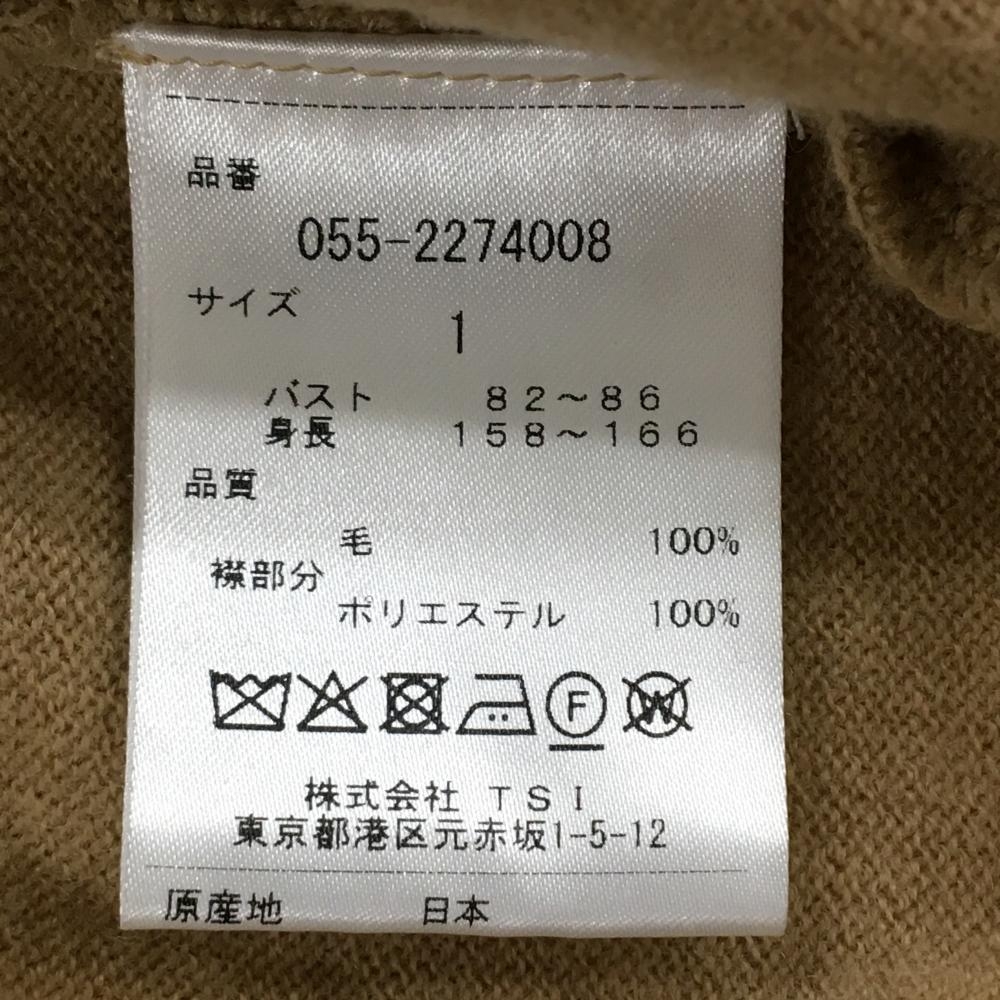 品番
055-2274008
サイズ
1
バスト 82～86
身長 158～166
品質
毛 100%
襟部分
ポリエステル 100%
F W
株式会社 TSI
東京都港区元赤坂1-5-12
原産地 日本